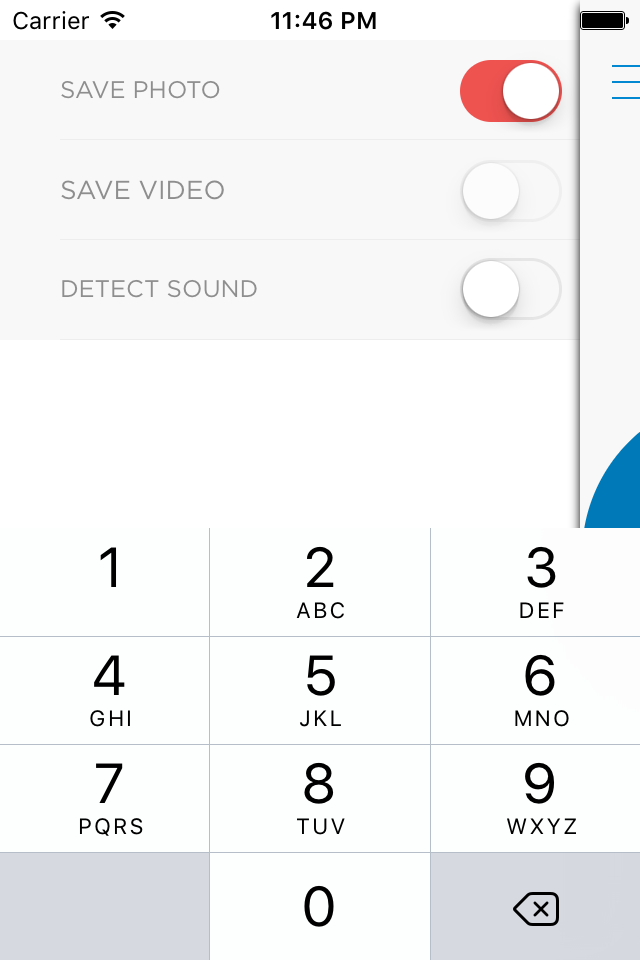 Carrier 11:46 PM
SAVE PHOTO
SAVE VIDEO
DETECT SOUND
1 2 3
ABC DEF
4 5 6
GHI JKL MNO
7 8 9
PQRS TUV WXYZ
0